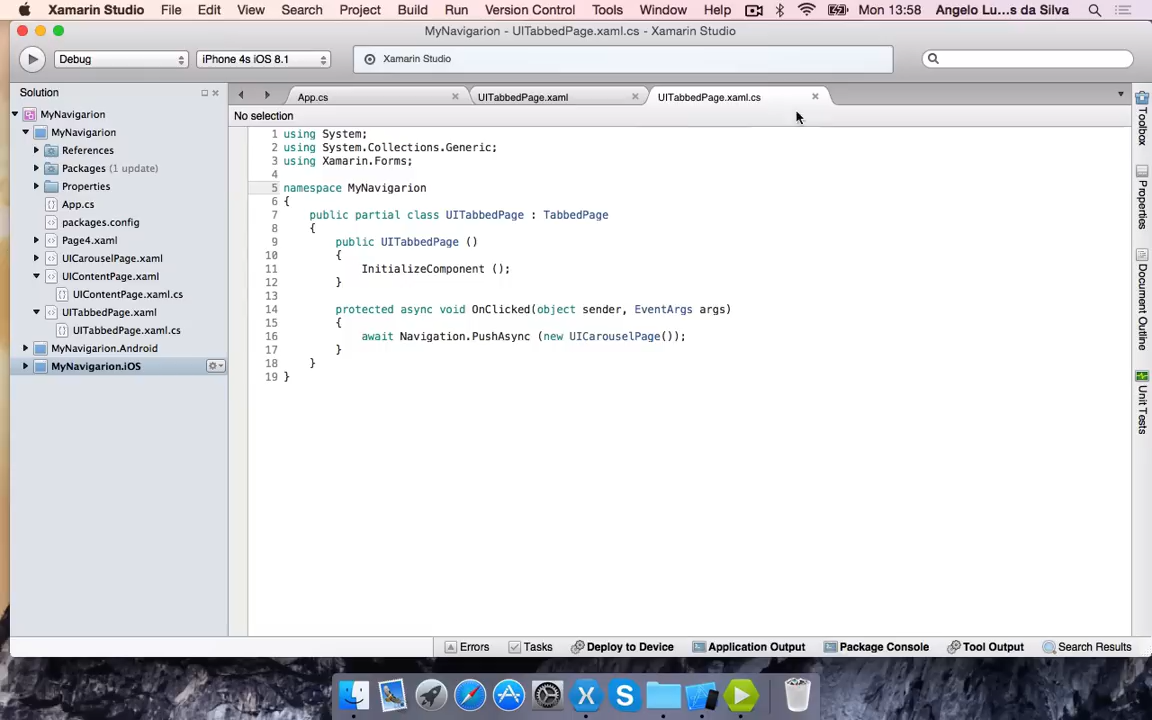 Xamarin Studio File Edit View Search Project Build Run Version Control Tools Window Help Mon 13:58 Angelo Lu...s da Silva
MyNavigarion - UITabbedPage.xaml.cs - Xamarin Studio
Debug iPhone 4s iOS 8.1 Xamarin Studio
Solution App.cs UITabbedPage.xaml UITabbedPage.xaml.cs
No selection
MyNavigarion
MyNavigarion
References
Packages (1 update)
Properties
App.cs
packages.config
Page4.xaml
UICarouselPage.xaml
UIContentPage.xaml
UIContentPage.xaml.cs
UITabbedPage.xaml
UITabbedPage.xaml.cs
MyNavigarion.Android
MyNavigarion.iOS
1 using System;
2 using System.Collections.Generic;
3 using Xamarin.Forms;
4
5 namespace MyNavigarion
6 {
7 public partial class UITabbedPage : TabbedPage
8 {
9 public UITabbedPage ()
10 {
11 InitializeComponent ();
12 }
13
14 protected async void OnClicked(object sender, EventArgs args)
15 {
16 await Navigation.PushAsync (new UICarouselPage());
17 }
18 }
19 }
Toolbox
Properties
Document Outline
Unit Tests
Errors Tasks Deploy to Device Application Output Package Console Tool Output Search Results